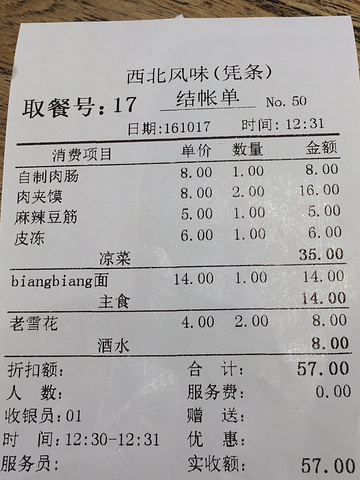 西北风味(凭条)
取餐号:17 结帐单 No.50
日期:161017 时间:12:31
消费项目 单价 数量 金额
自制肉肠 8.00 1.00 8.00
肉夹馍 8.00 2.00 16.00
麻辣豆筋 5.00 1.00 5.00
皮冻 6.00 1.00 6.00
凉菜 35.00
biangbiang面 14.00 1.00 14.00
主食 14.00
老雪花 4.00 2.00 8.00
酒水 8.00
折扣额: 合 计: 57.00
人 数: 服务费: 0.00
收银员:01 赠 送:
时 间:12:30-12:31 优 惠:
服务员: 实收额: 57.00